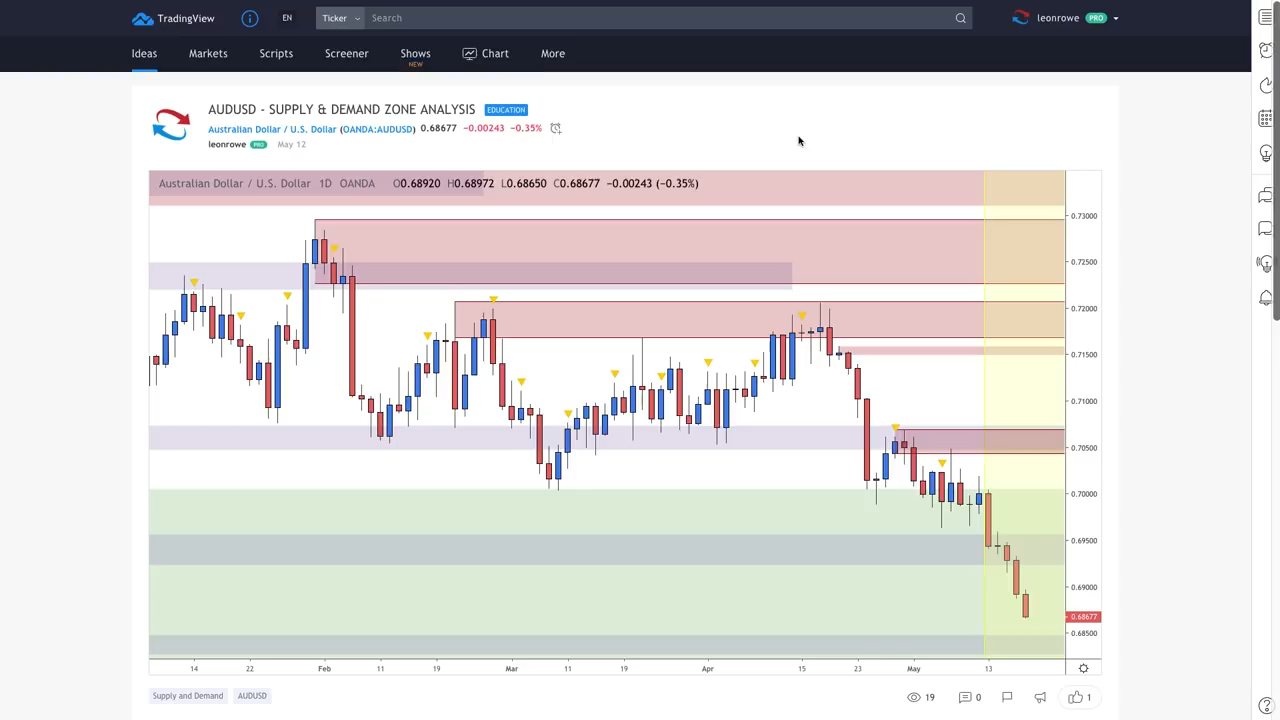 TradingView
EN
Ticker
Search
leonrowe PRO
Ideas
Markets
Scripts
Screener
Shows
NEW
Chart
More
AUDUSD - SUPPLY & DEMAND ZONE ANALYSIS EDUCATION
Australian Dollar / U.S. Dollar (OANDA:AUDUSD) 0.68677 −0.00243 −0.35%
leonrowe PRO May 12
Australian Dollar / U.S. Dollar 1D OANDA O0.68920 H0.68972 L0.68650 C0.68677 −0.00243 (−0.35%)
0.73000
0.72500
0.72000
0.71500
0.71000
0.70500
0.70000
0.69500
0.69000
0.68677
0.68500
14 22 Feb 11 19 Mar 11 19 Apr 15 23 May 13
Supply and Demand
AUDUSD
19
0
1